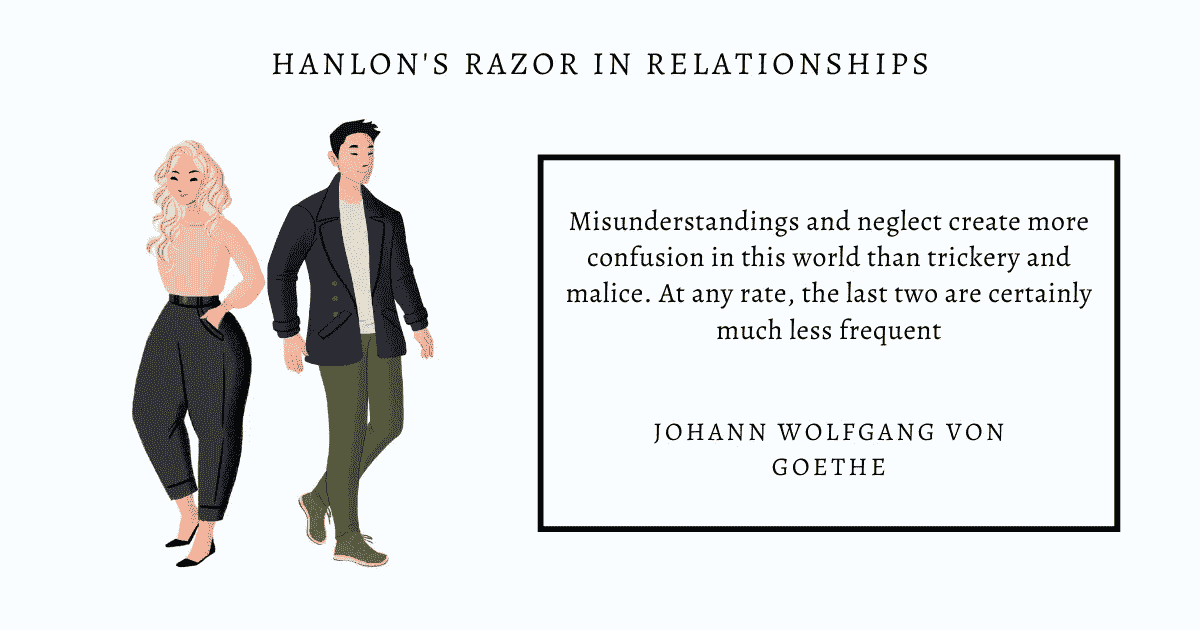 HANLON'S RAZOR IN RELATIONSHIPS
Misunderstandings and neglect create more
confusion in this world than trickery and
malice. At any rate, the last two are certainly
much less frequent
JOHANN WOLFGANG VON
GOETHE